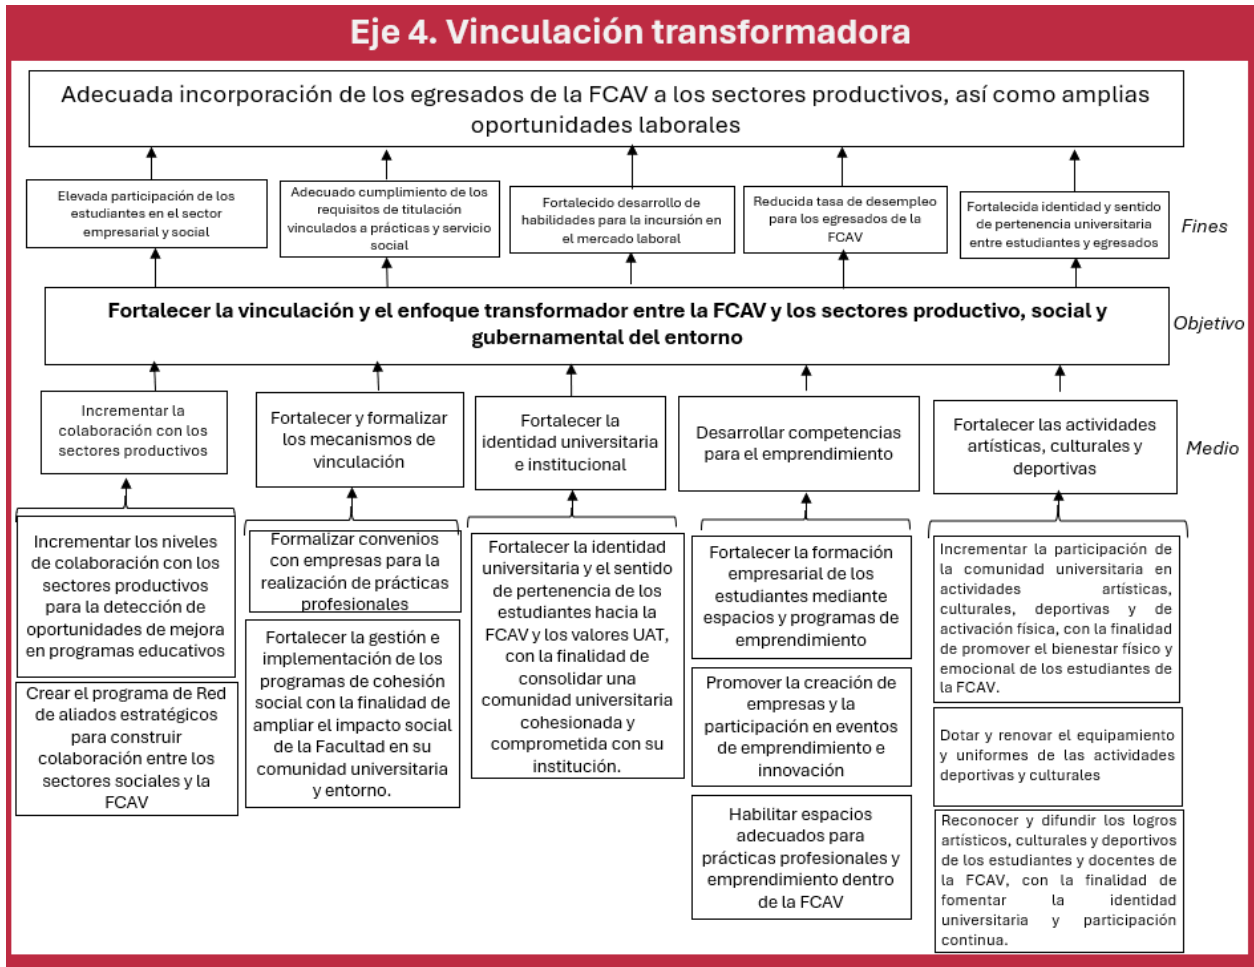 Eje 4. Vinculación transformadora
Adecuada incorporación de los egresados de la FCAV a los sectores productivos, así como amplias
oportunidades laborales
Elevada participación de los
estudiantes en el sector
empresarial y social
Adecuado cumplimiento de los
requisitos de titulación
vinculados a prácticas y servicio
social
Fortalecido desarrollo de
habilidades para la incursión en
el mercado laboral
Reducida tasa de desempleo
para los egresados de la
FCAV
Fortalecida identidad y sentido
de pertenencia universitaria
entre estudiantes y egresados
Fines
Fortalecer la vinculación y el enfoque transformador entre la FCAV y los sectores productivo, social y
gubernamental del entorno
Objetivo
Incrementar la
colaboración con los
sectores productivos
Fortalecer y formalizar
los mecanismos de
vinculación
Fortalecer la
identidad universitaria
e institucional
Desarrollar competencias
para el emprendimiento
Fortalecer las actividades
artísticas, culturales y
deportivas
Medio
Incrementar los niveles
de colaboración con los
sectores productivos
para la detección de
oportunidades de mejora
en programas educativos
Crear el programa de Red
de aliados estratégicos
para construir
colaboración entre los
sectores sociales y la
FCAV
Formalizar convenios
con empresas para la
realización de prácticas
profesionales
Fortalecer la gestión e
implementación de los
programas de cohesión
social con la finalidad de
ampliar el impacto social
de la Facultad en su
comunidad universitaria
y entorno.
Fortalecer la identidad
universitaria y el sentido
de pertenencia de los
estudiantes hacia la
FCAV y los valores UAT,
con la finalidad de
consolidar una
comunidad universitaria
cohesionada y
comprometida con su
institución.
Fortalecer la formación
empresarial de los
estudiantes mediante
espacios y programas de
emprendimiento
Promover la creación de
empresas y la
participación en eventos
de emprendimiento e
innovación
Habilitar espacios
adecuados para
prácticas profesionales y
emprendimiento dentro
de la FCAV
Incrementar la participación de
la comunidad universitaria en
actividades artísticas,
culturales, deportivas y de
activación física, con la finalidad
de promover el bienestar físico y
emocional de los estudiantes de
la FCAV.
Dotar y renovar el equipamiento
y uniformes de las actividades
deportivas y culturales
Reconocer y difundir los logros
artísticos, culturales y deportivos
de los estudiantes y docentes de
la FCAV, con la finalidad de
fomentar la identidad
universitaria y participación
continua.